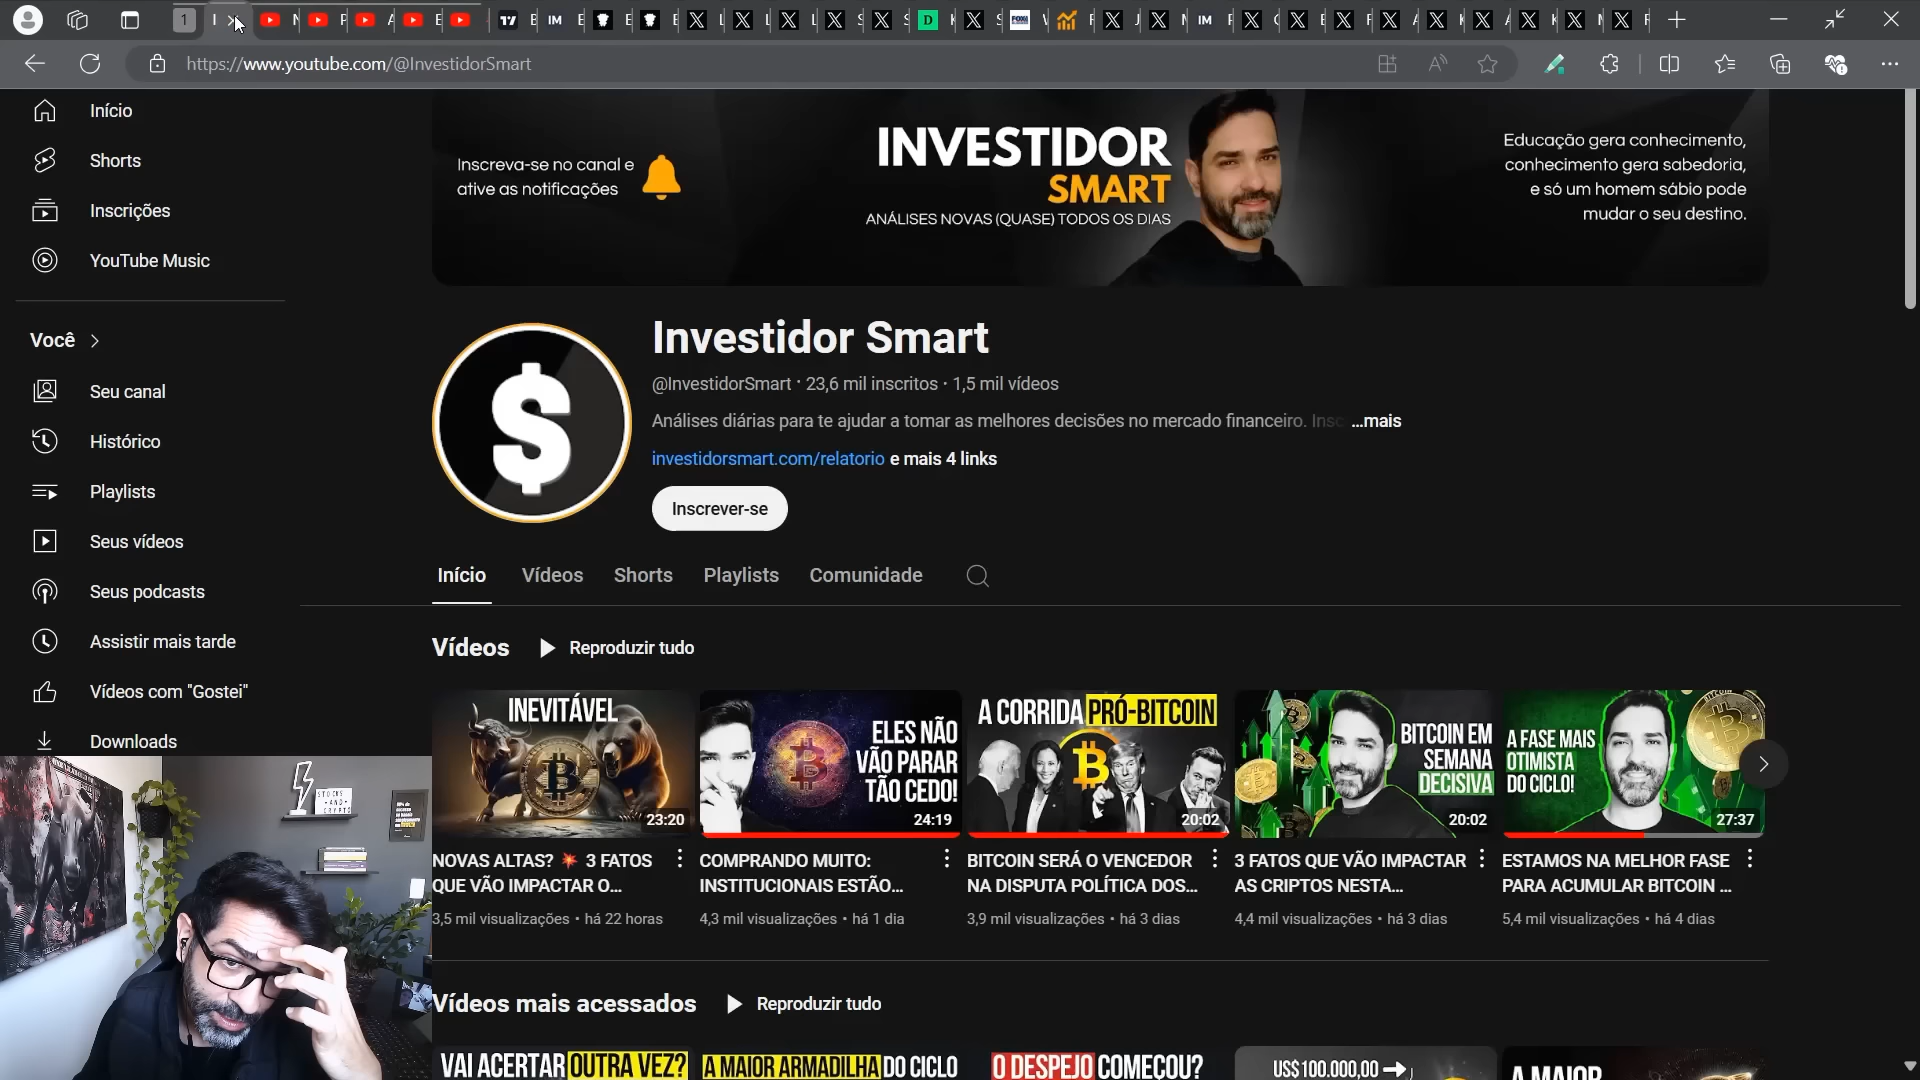 1
https://www.youtube.com/@InvestidorSmart
Início
Shorts
Inscrições
YouTube Music
Você
Seu canal
Histórico
Playlists
Seus vídeos
Seus podcasts
Assistir mais tarde
Vídeos com "Gostei"
Downloads
Inscreva-se no canal e
ative as notificações
INVESTIDOR
SMART
ANÁLISES NOVAS (QUASE) TODOS OS DIAS
Educação gera conhecimento,
conhecimento gera sabedoria,
e só um homem sábio pode
mudar o seu destino.
Investidor Smart
@InvestidorSmart • 23,6 mil inscritos • 1,5 mil vídeos
Análises diárias para te ajudar a tomar as melhores decisões no mercado financeiro. Insc ...mais
investidorsmart.com/relatorio e mais 4 links
Inscrever-se
Início Vídeos Shorts Playlists Comunidade
Vídeos Reproduzir tudo
INEVITÁVEL
23:20
ELES NÃO
VÃO PARAR
TÃO CEDO!
24:19
A CORRIDA PRÓ-BITCOIN
20:02
BITCOIN EM
SEMANA
DECISIVA
20:02
A FASE MAIS
OTIMISTA
DO CICLO!
27:37
NOVAS ALTAS? 💥 3 FATOS
QUE VÃO IMPACTAR O...
3,5 mil visualizações • há 22 horas
COMPRANDO MUITO:
INSTITUCIONAIS ESTÃO...
4,3 mil visualizações • há 1 dia
BITCOIN SERÁ O VENCEDOR
NA DISPUTA POLÍTICA DOS...
3,9 mil visualizações • há 3 dias
3 FATOS QUE VÃO IMPACTAR
AS CRIPTOS NESTA...
4,4 mil visualizações • há 3 dias
ESTAMOS NA MELHOR FASE
PARA ACUMULAR BITCOIN ...
5,4 mil visualizações • há 4 dias
Vídeos mais acessados Reproduzir tudo
VAI ACERTAR OUTRA VEZ?
A MAIOR ARMADILHA DO CICLO
O DESPEJO COMEÇOU?
US$100.000,00
A MAIOR
STOCKS
-AND-
CRYPTO